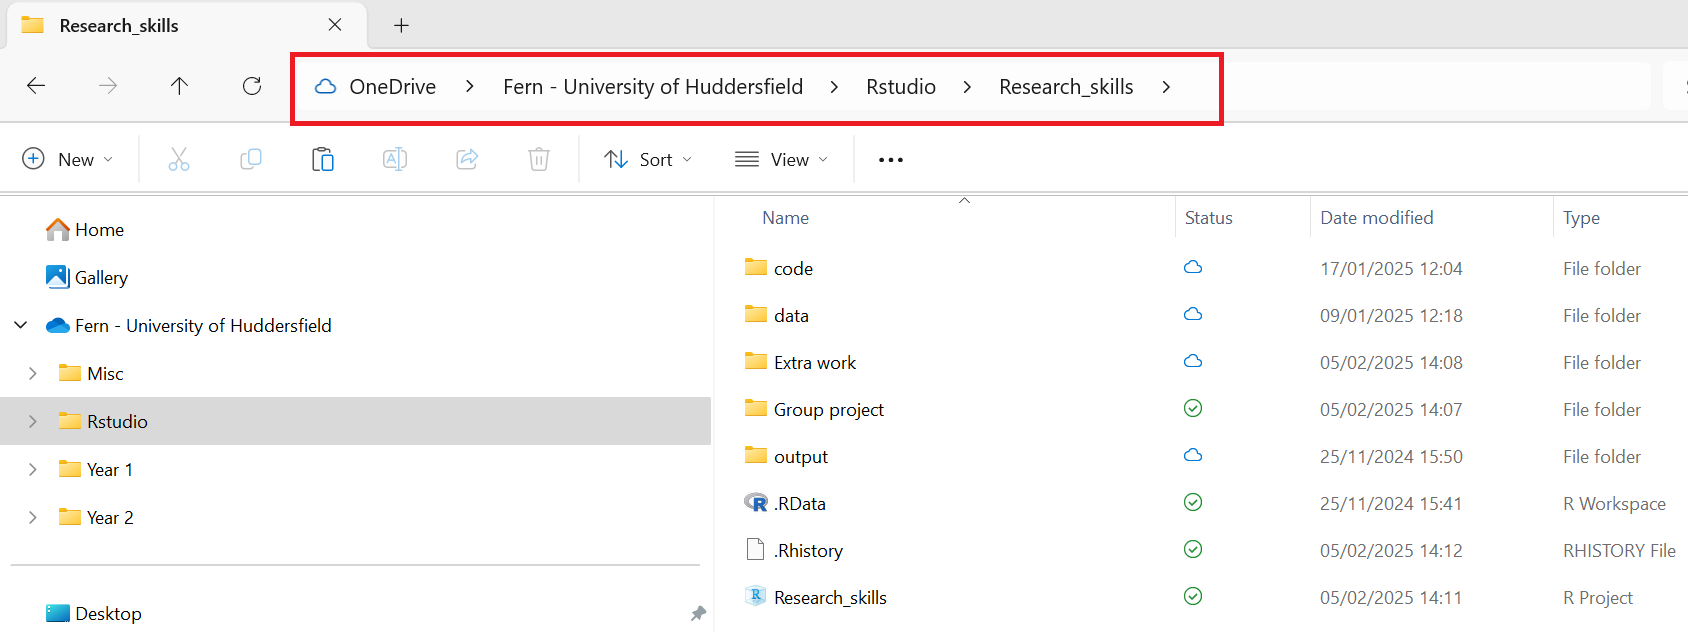 Research_skills
OneDrive > Fern - University of Huddersfield > Rstudio > Research_skills >
New Sort View
Home
Gallery
Fern - University of Huddersfield
Misc
Rstudio
Year 1
Year 2
Desktop
Name Status Date modified Type
code 17/01/2025 12:04 File folder
data 09/01/2025 12:18 File folder
Extra work 05/02/2025 14:08 File folder
Group project 05/02/2025 14:07 File folder
output 25/11/2024 15:50 File folder
.RData 25/11/2024 15:41 R Workspace
.Rhistory 05/02/2025 14:12 RHISTORY File
Research_skills 05/02/2025 14:11 R Project